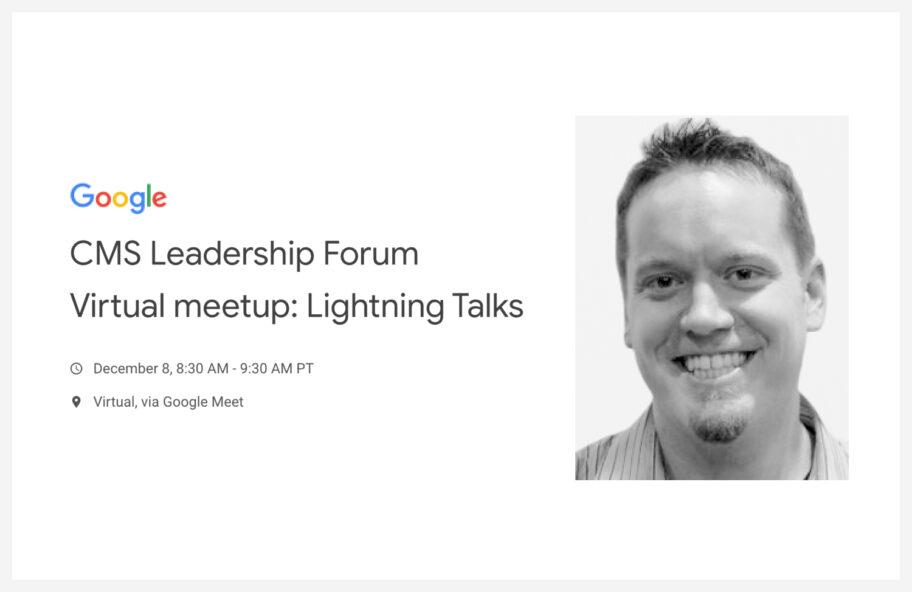 Google
CMS Leadership Forum
Virtual meetup: Lightning Talks
December 8, 8:30 AM - 9:30 AM PT
Virtual, via Google Meet